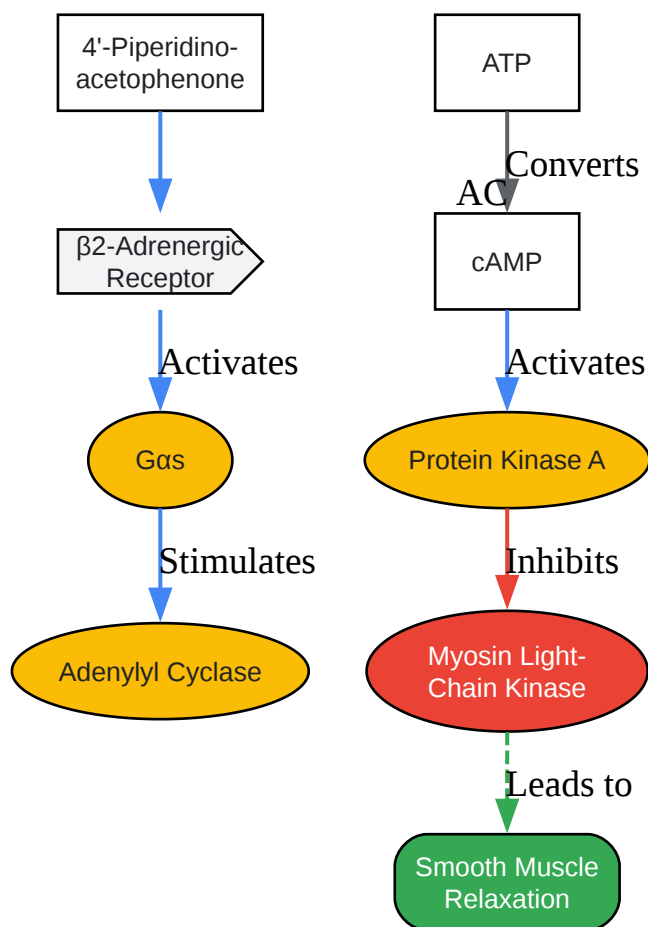 4'-Piperidino-
acetophenone
β2-Adrenergic
Receptor
Activates
Gαs
Stimulates
Adenylyl Cyclase
ATP
Converts
AC
cAMP
Activates
Protein Kinase A
Inhibits
Myosin Light-
Chain Kinase
Leads to
Smooth Muscle
Relaxation